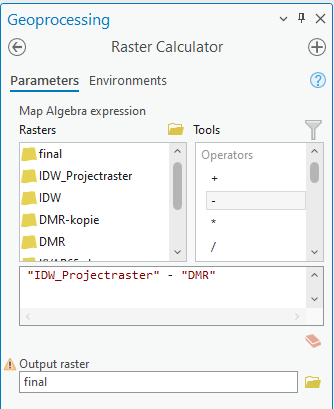 Geoprocessing
Raster Calculator
Parameters Environments
?
Map Algebra expression
Rasters
Tools
final
IDW_Projectraster
IDW
DMR-kopie
DMR
Operators
+
-
*
/
"IDW_Projectraster" - "DMR"
Output raster
final